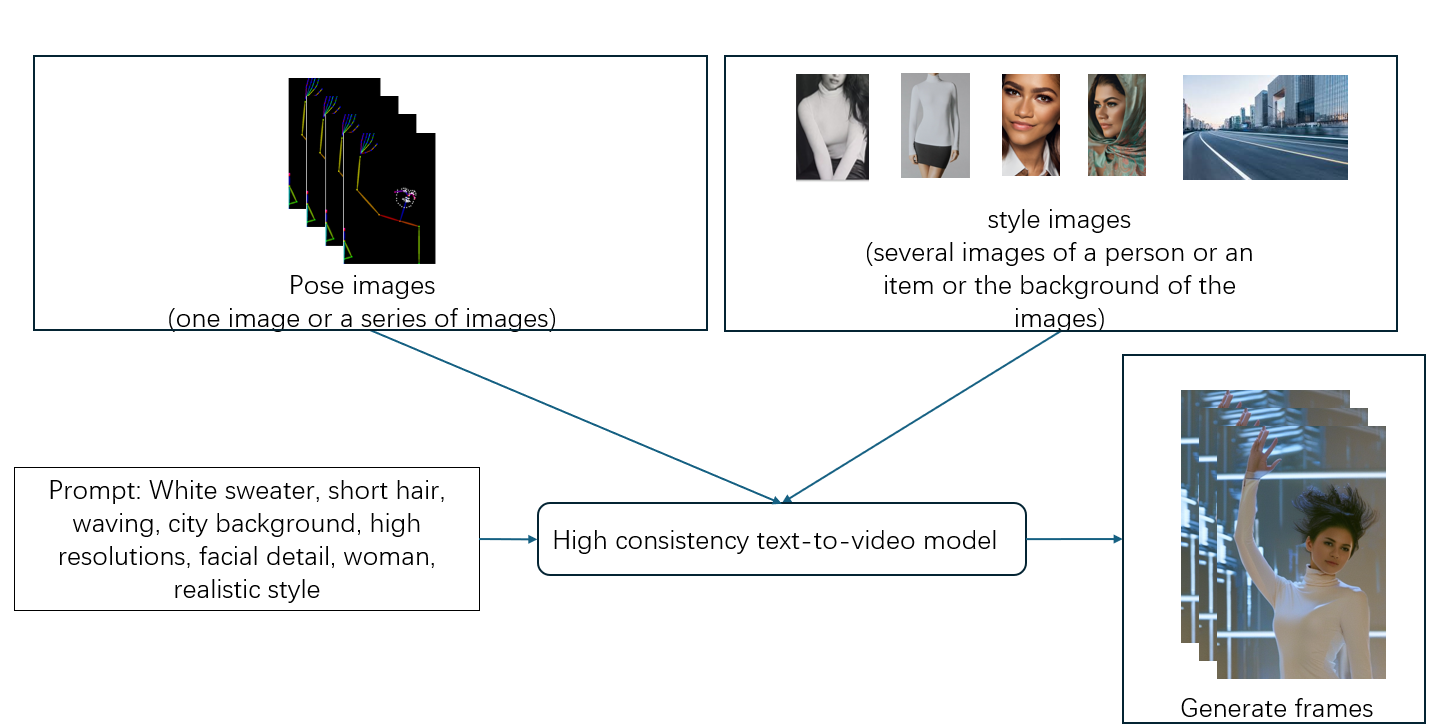 Pose images
(one image or a series of images)
style images
(several images of a person or an
item or the background of the
images)
Prompt: White sweater, short hair,
waving, city background, high
resolutions, facial detail, woman,
realistic style
High consistency text-to-video model
Generate frames